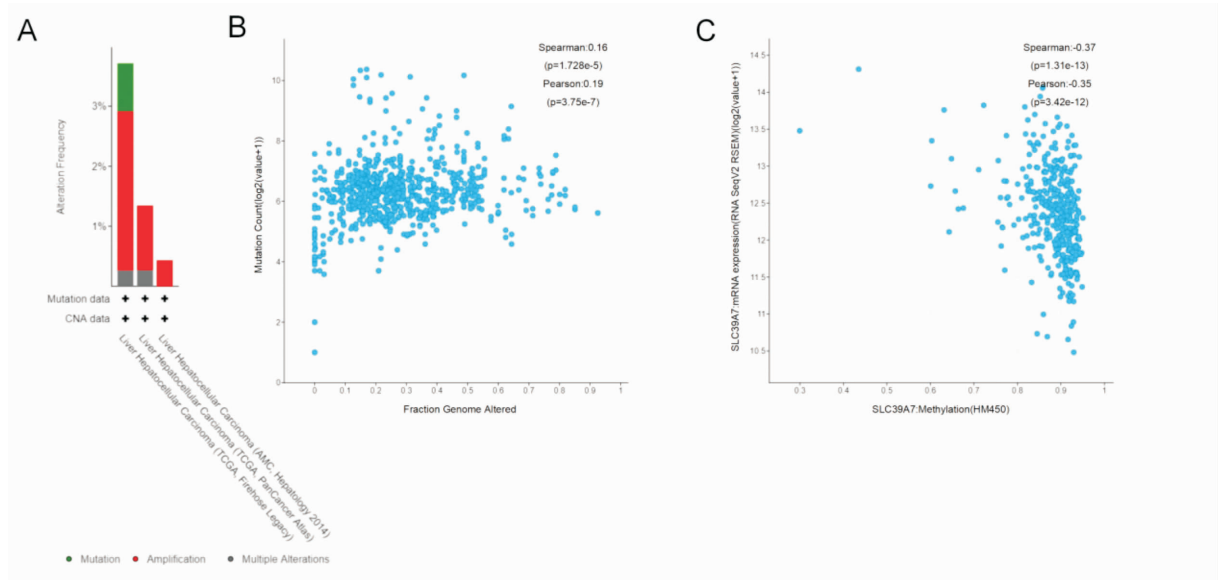 A
Alteration Frequency
3%
2%
1%
Mutation data
+ + +
CNA data
+ + +
Liver Hepatocellular Carcinoma (TCGA, Firehose Legacy)
Liver Hepatocellular Carcinoma (TCGA, PanCancer Atlas)
Liver Hepatocellular Carcinoma (AMC, Hepatology 2014)
Mutation
Amplification
Multiple Alterations
B
Spearman:0.16
(p=1.728e-5)
Pearson:0.19
(p=3.75e-7)
Mutation Count(log2(value+1))
10
8
6
4
2
0
0 0.1 0.2 0.3 0.4 0.5 0.6 0.7 0.8 0.9 1
Fraction Genome Altered
C
Spearman:-0.37
(p=1.31e-13)
Pearson:-0.35
(p=3.42e-12)
SLC39A7:mRNA expression(RNA SeqV2 RSEM)(log2(value+1))
14 5
14
13.5
13
12.5
12
11.5
11
10 5
0.3 0.4 0.5 0.6 0.7 0.8 0.9 1
SLC39A7:Methylation(HM450)